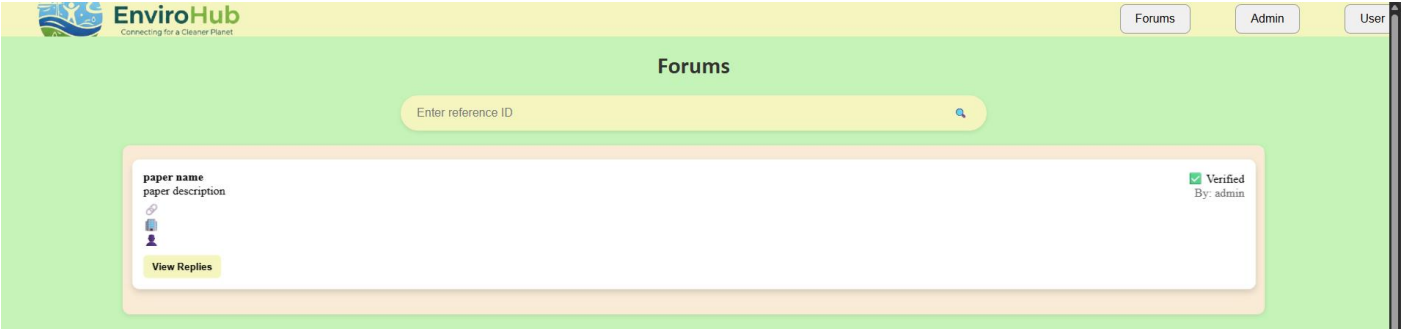 EnviroHub
Connecting for a Cleaner Planet
Forums
Admin
User
Forums
Enter reference ID
paper name
paper description
✅ Verified
By: admin
View Replies